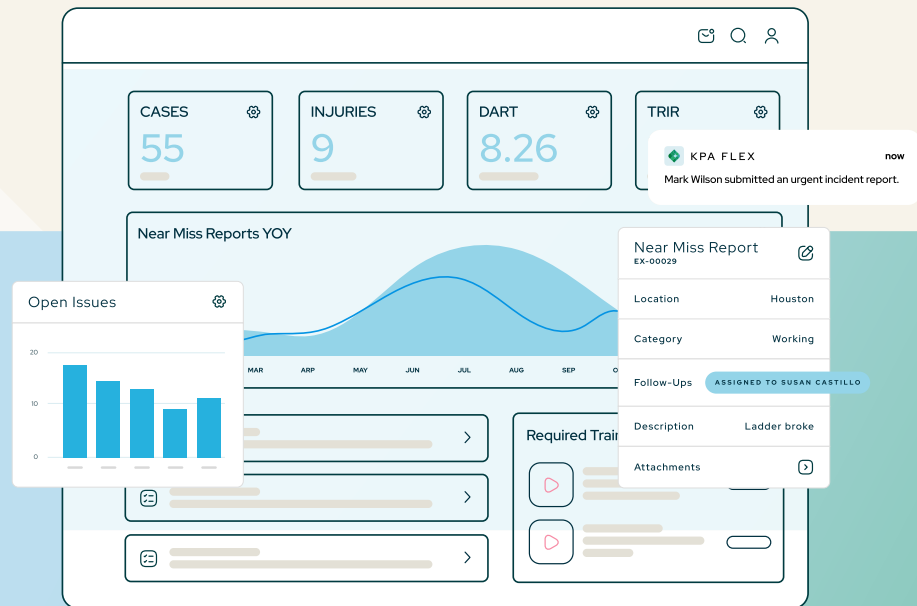 CASES
55
INJURIES
9
DART
8.26
TRIR
KPA FLEX
now
Mark Wilson submitted an urgent incident report.
Near Miss Reports YOY
MAR
ARP
MAY
JUN
JUL
AUG
SEP
O
Near Miss Report
EX-00029
Location
Houston
Category
Working
Follow-Ups
ASSIGNED TO SUSAN CASTILLO
Description
Ladder broke
Attachments
Open Issues
20
10
0
Required Train